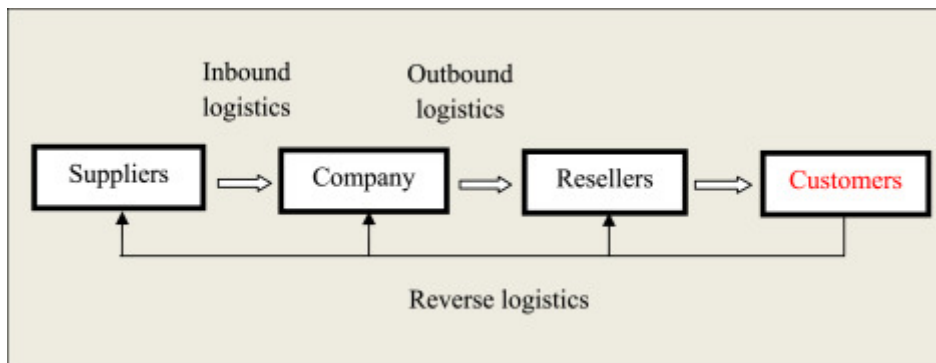 Inbound
logistics
Outbound
logistics
Suppliers
Company
Resellers
Customers
Reverse logistics